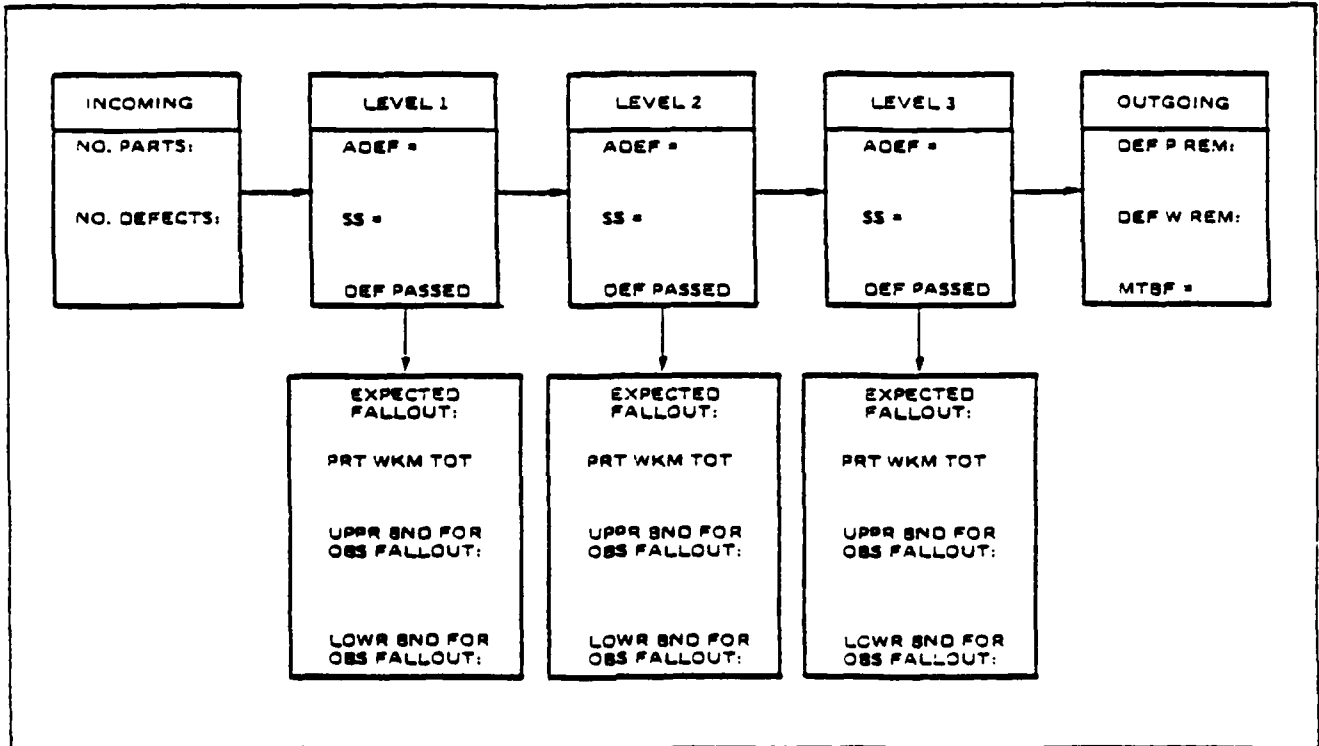 INCOMING
NO. PARTS:
NO. DEFECTS:
LEVEL 1
ADEF =
SS =
DEF PASSED
LEVEL 2
ADEF =
SS =
DEF PASSED
LEVEL 3
ADEF =
SS =
DEF PASSED
OUTGOING
DEF P REM:
DEF W REM:
MTBF =
EXPECTED
FALLOUT:
PRT WKM TOT
UPPR BND FOR
OBS FALLOUT:
LOWR BND FOR
OBS FALLOUT:
EXPECTED
FALLOUT:
PRT WKM TOT
UPPR BND FOR
OBS FALLOUT:
LOWR BND FOR
OBS FALLOUT:
EXPECTED
FALLOUT:
PRT WKM TOT
UPPR BND FOR
OBS FALLOUT:
LOWR BND FOR
OBS FALLOUT: